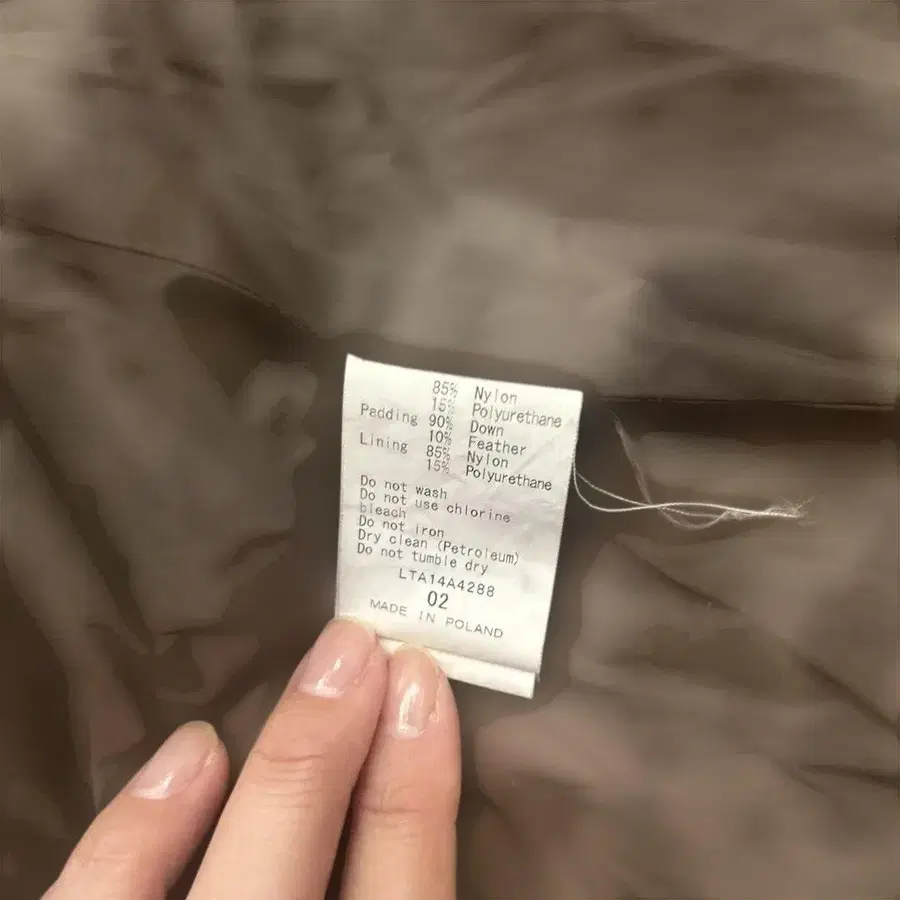 85% Nylon
15% Polyurethane
Padding 90% Down
10% Feather
Lining 85% Nylon
15% Polyurethane
Do not wash
Do not use chlorine
bleach
Do not iron
Dry clean (Petroleum)
Do not tumble dry
LTA14A4288
02
MADE IN POLAND